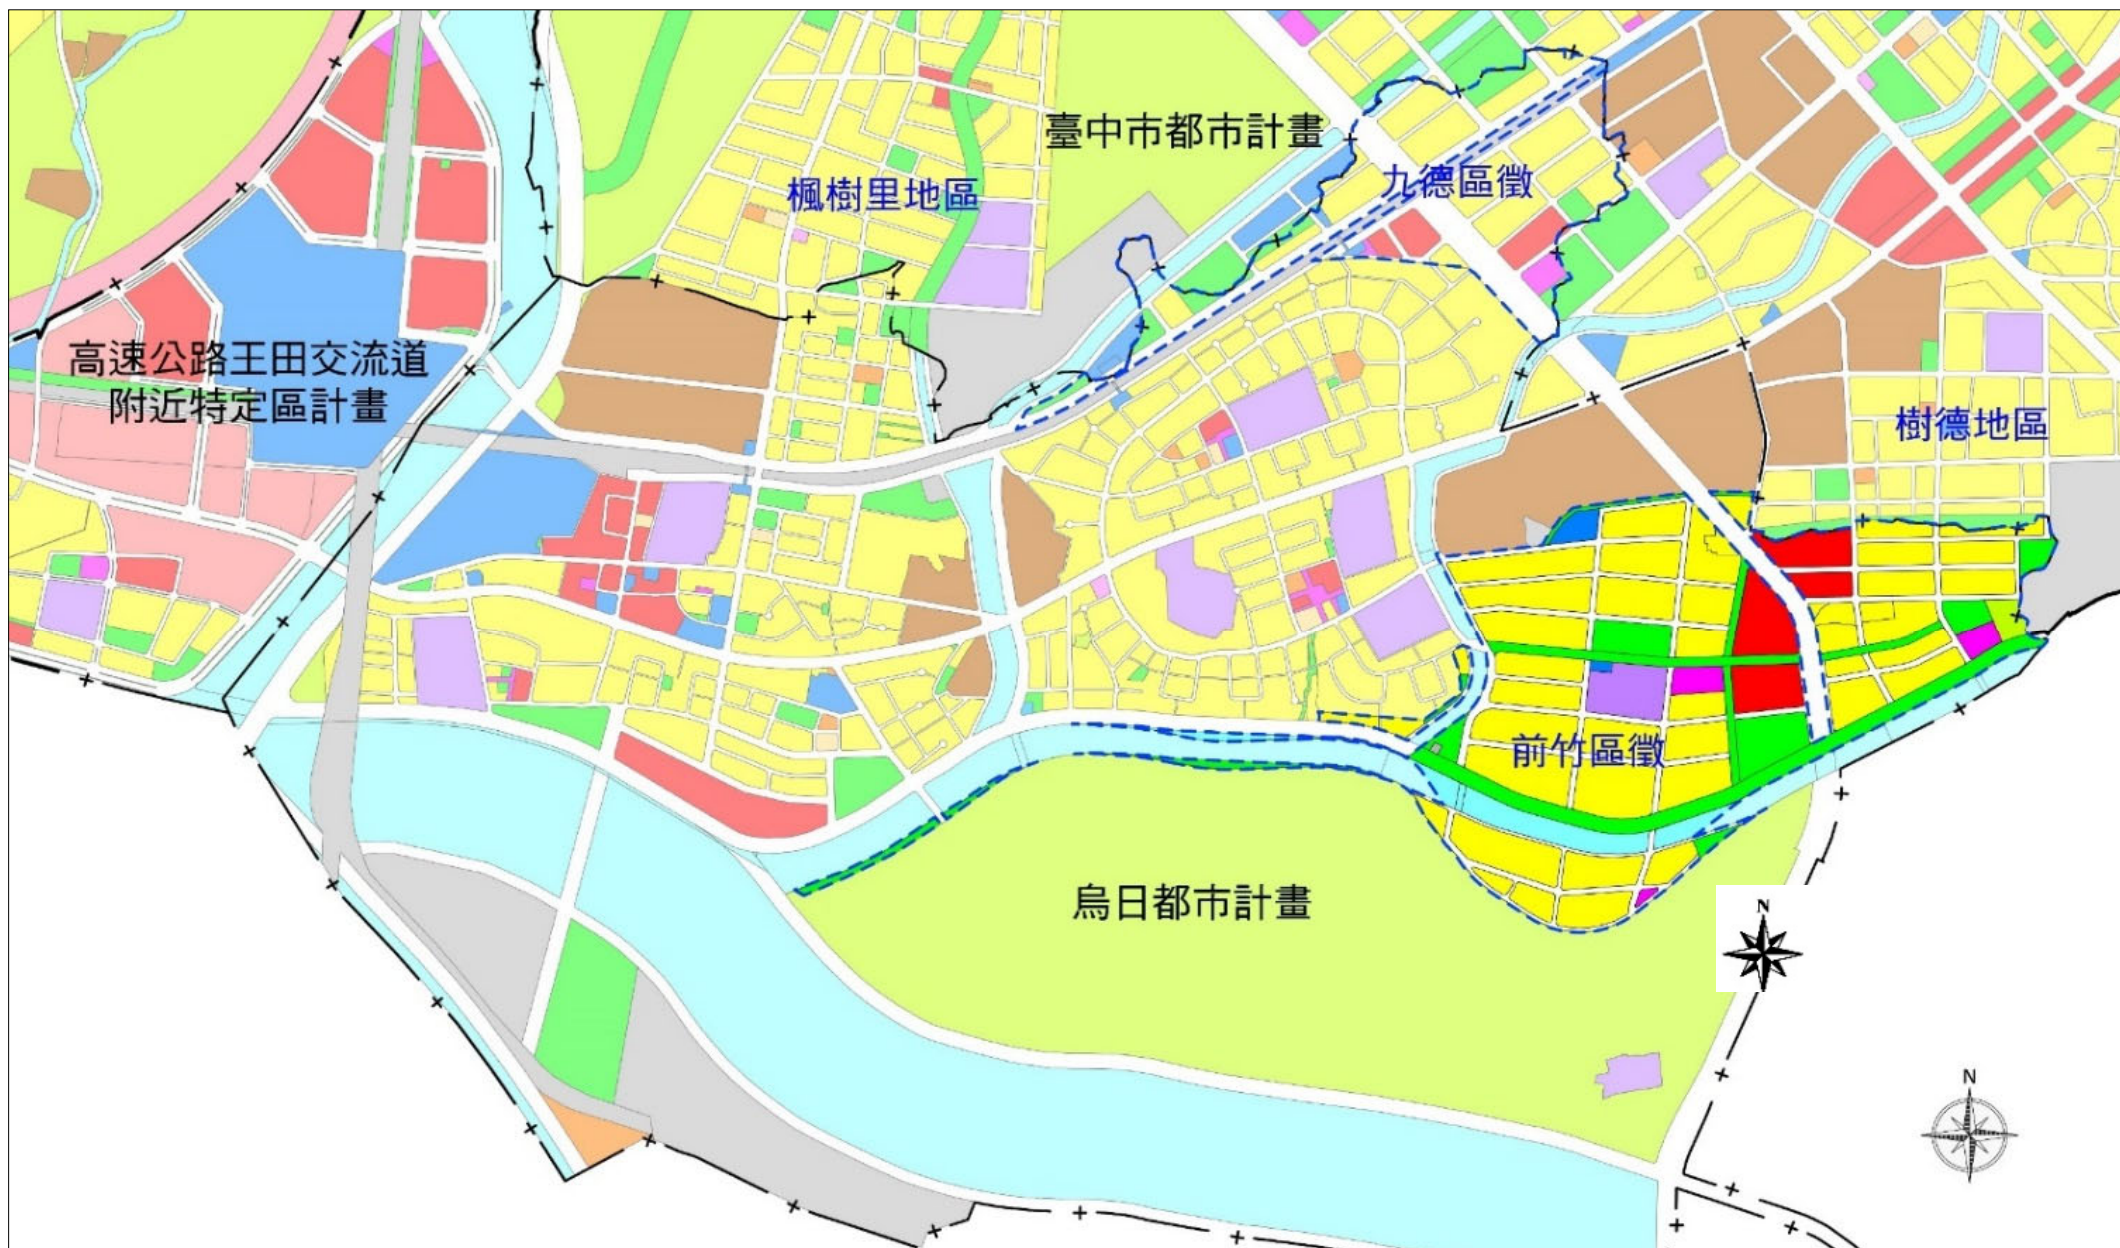 臺中市都市計畫
楓樹里地區
九德區徵
高速公路王田交流道
附近特定區計畫
樹德地區
前竹區徵
烏日都市計畫
N
N